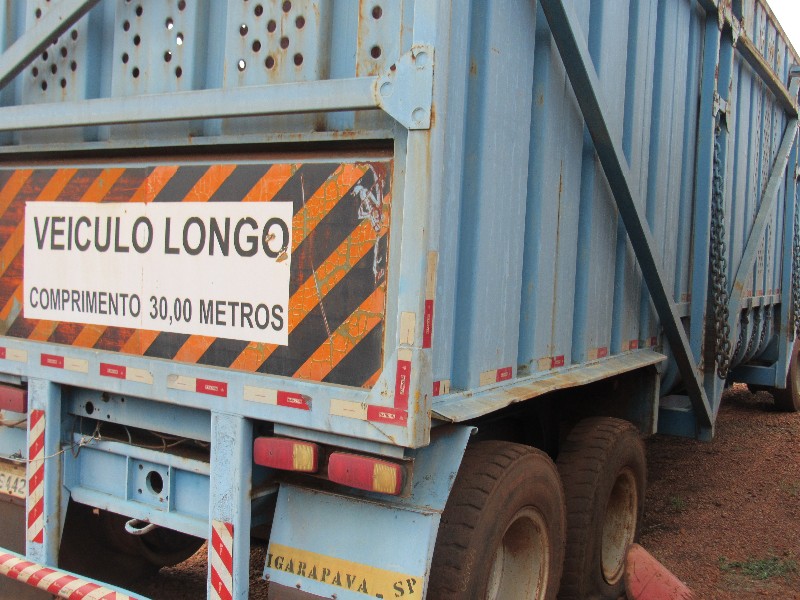 VEICULO LONGO
COMPRIMENTO 30,00 METROS
IGARAPAVA - SP